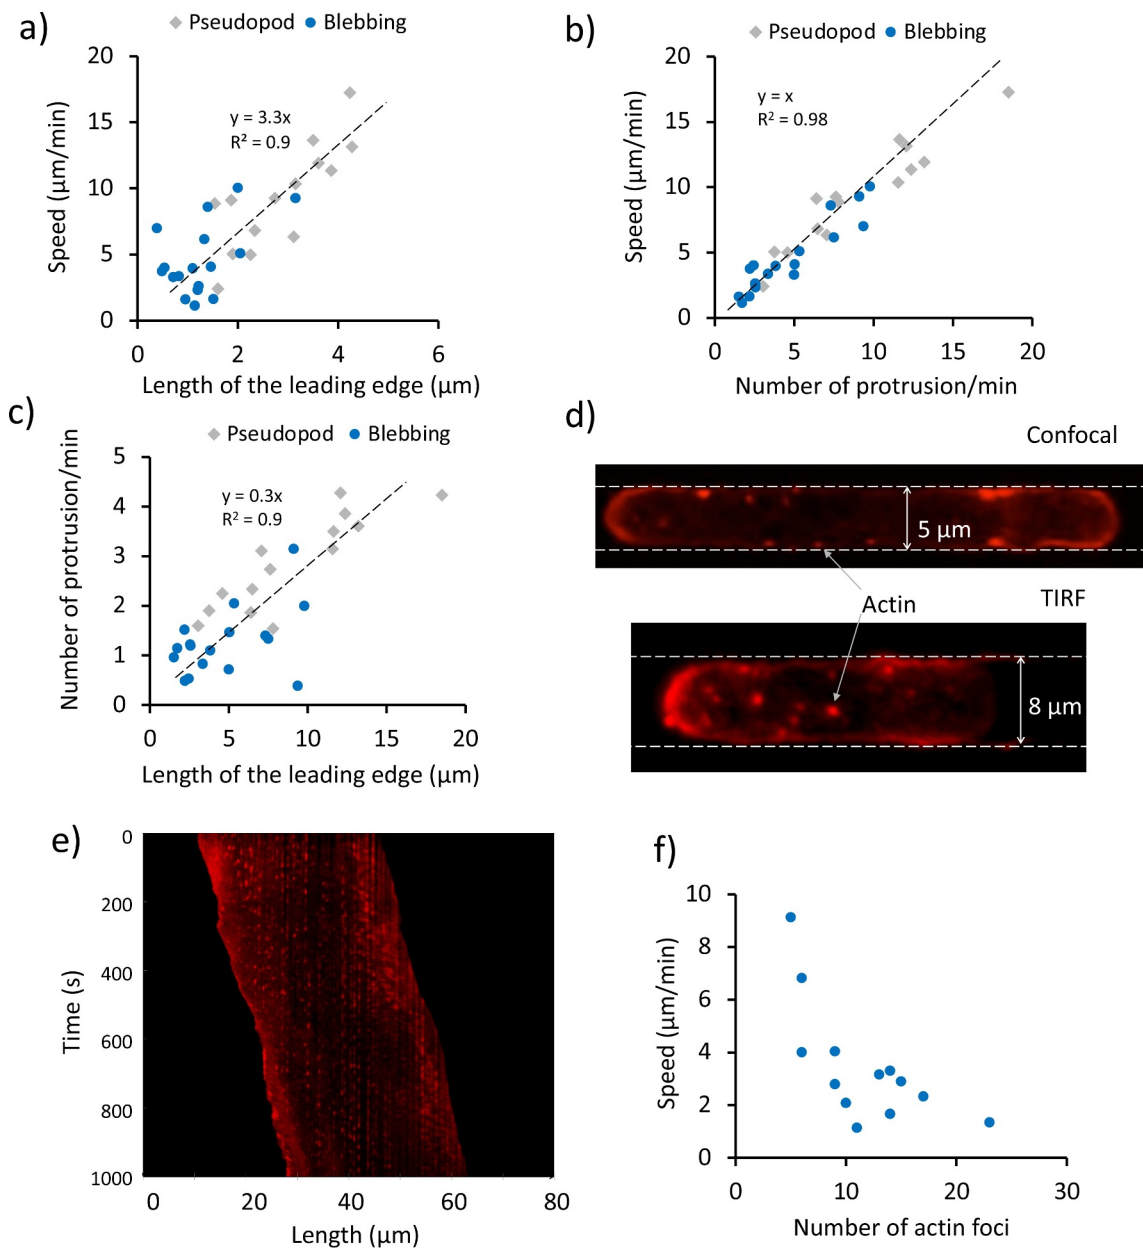 a)
Pseudopod Blebbing
20
15
10
5
0
y = 3.3x
R² = 0.9
0 2 4 6
Speed (µm/min)
Length of the leading edge (µm)
b)
Pseudopod Blebbing
20
15
10
5
0
y = x
R² = 0.98
0 5 10 15 20
Speed (µm/min)
Number of protrusion/min
c)
Pseudopod Blebbing
5
4
3
2
1
0
y = 0.3x
R² = 0.9
0 5 10 15 20
Number of protrusion/min
Length of the leading edge (µm)
d)
Confocal
5 µm
Actin
TIRF
8 µm
e)
0
200
400
600
800
1000
Time (s)
0 20 40 60 80
Length (µm)
f)
10
8
6
4
2
0
Speed (µm/min)
0 10 20 30
Number of actin foci